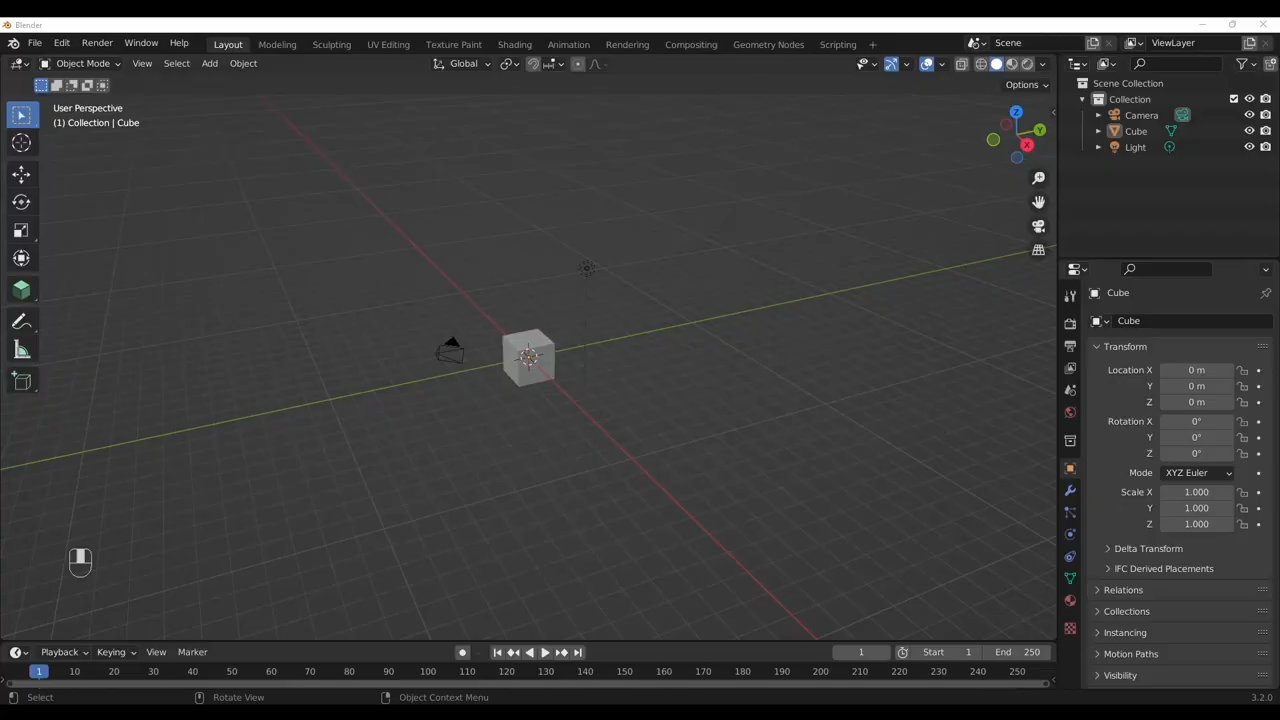 Blender
File Edit Render Window Help Layout Modeling Sculpting UV Editing Texture Paint Shading Animation Rendering Compositing Geometry Nodes Scripting + Scene ViewLayer
Object Mode View Select Add Object Global
Options
User Perspective
(1) Collection | Cube
Z
Y
X
Scene Collection
Collection
Camera
Cube
Light
Cube
Cube
Transform
Location X 0 m
Y 0 m
Z 0 m
Rotation X 0°
Y 0°
Z 0°
Mode XYZ Euler
Scale X 1.000
Y 1.000
Z 1.000
Delta Transform
IFC Derived Placements
Relations
Collections
Instancing
Motion Paths
Visibility
Playback Keying View Marker 1 Start 1 End 250
1 10 20 30 40 50 60 70 80 90 100 110 120 130 140 150 160 170 180 190 200 210 220 230 240 250
Select Rotate View Object Context Menu 3.2.0